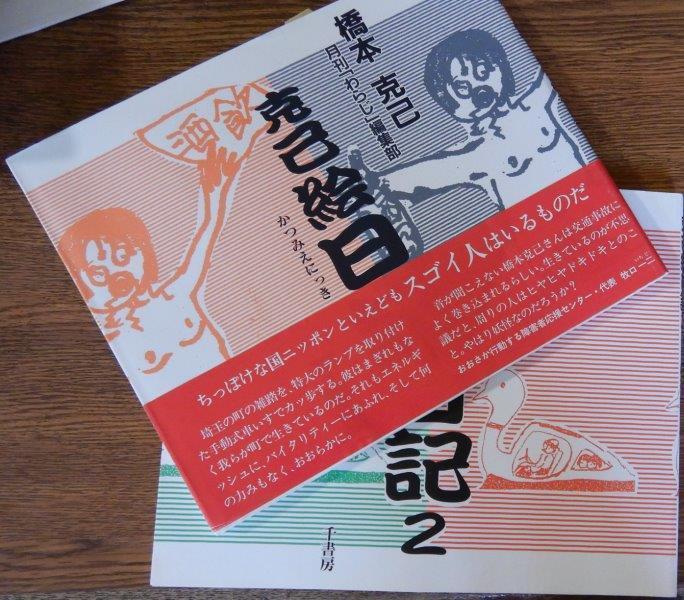 橋本 克己
月刊「わらじ」編集部
克己絵日
かつみえにっき
飲
酒
ちっぽけな国ニッポンといえどもスゴイ人はいるものだ
埼玉の町の雑踏を、特大のランプを取り付け
た手動式車いすでカッ歩する。彼はまぎれもな
く我らが町で生きているのだ。それもエネルギ
ッシュに、バイタリティーにあふれ、そして何
の力みもなく、おおらかに。
音が聞こえない橋本克己さんは交通事故に
よく巻き込まれるらしい。生きているのが不思
議だと、周りの人はヒヤヒヤドキドキとのこ
と。やはり妖怪なのだろうか?
おおさか行動する障害者応援センター・代表 牧口一二
日記 2
千書房